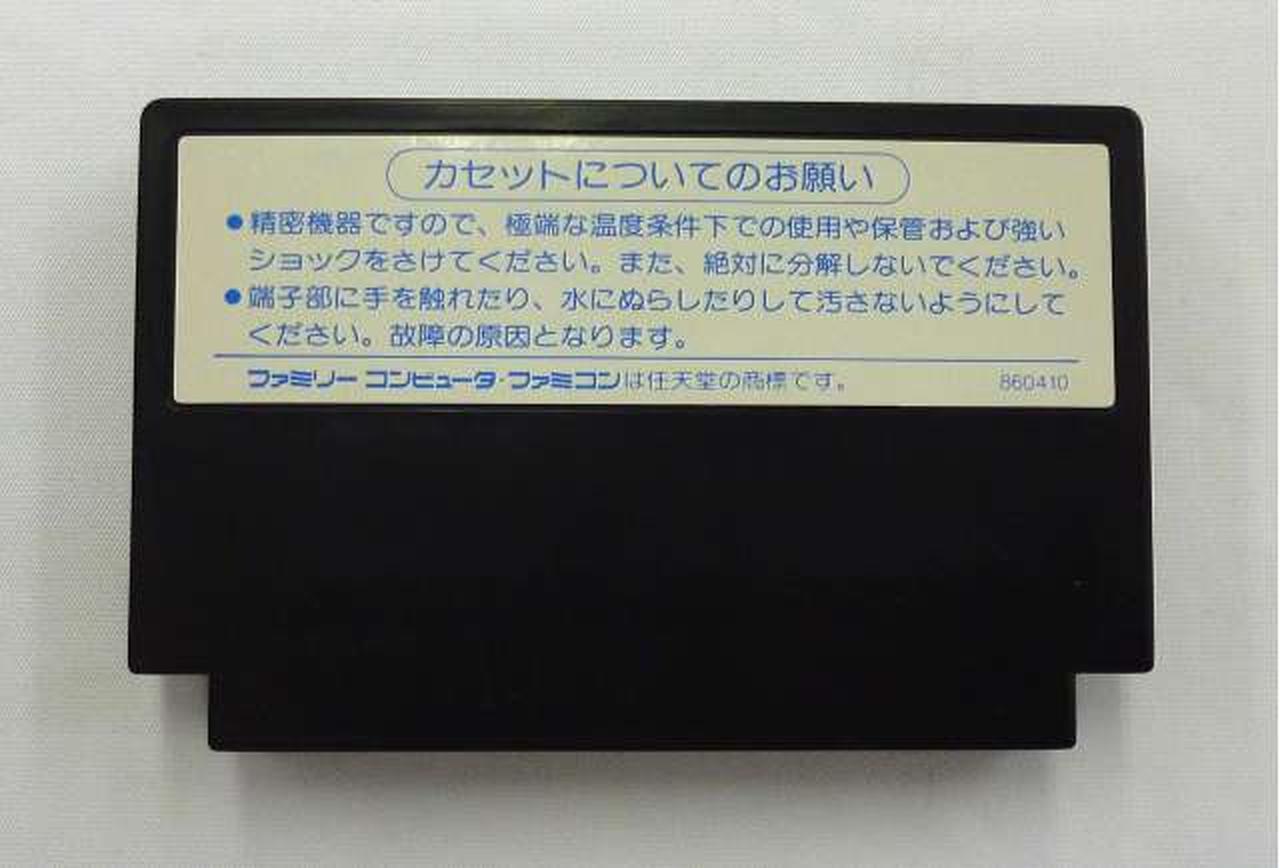 カセットについてのお願い
●精密機器ですので、極端な温度条件下での使用や保管および強い
ショックをさけてください。また、絶対に分解しないでください。
●端子部に手を触れたり、水にぬらしたりして汚さないようにして
ください。故障の原因となります。
ファミリー コンピュータ・ファミコンは任天堂の商標です。 860410